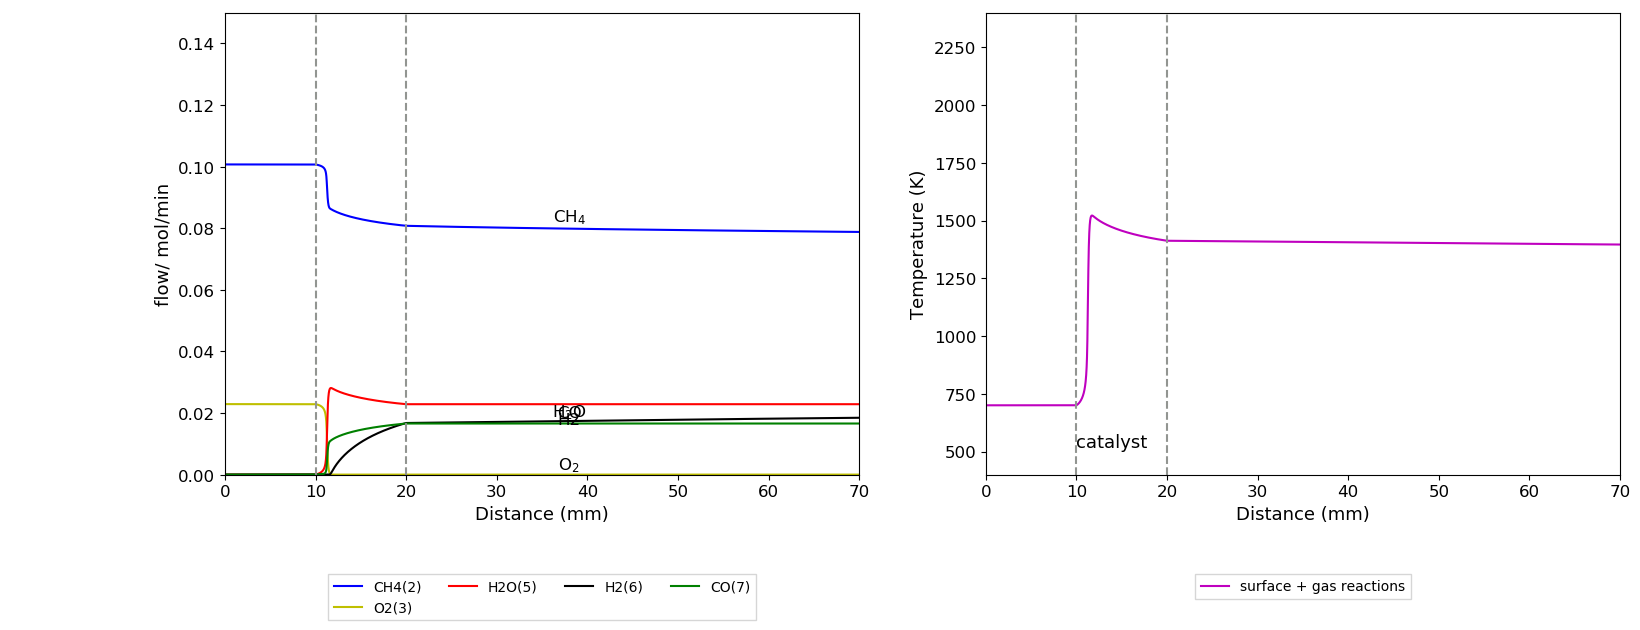 0.14
0.12
0.10
0.08
0.06
0.04
0.02
0.00
flow/ mol/min
CH₄
CO
H2
O₂
0 10 20 30 40 50 60 70
Distance (mm)
CH4(2) H2O(5) H2(6) CO(7)
O2(3)
2250
2000
1750
1500
1250
1000
750
500
Temperature (K)
catalyst
0 10 20 30 40 50 60 70
Distance (mm)
surface + gas reactions